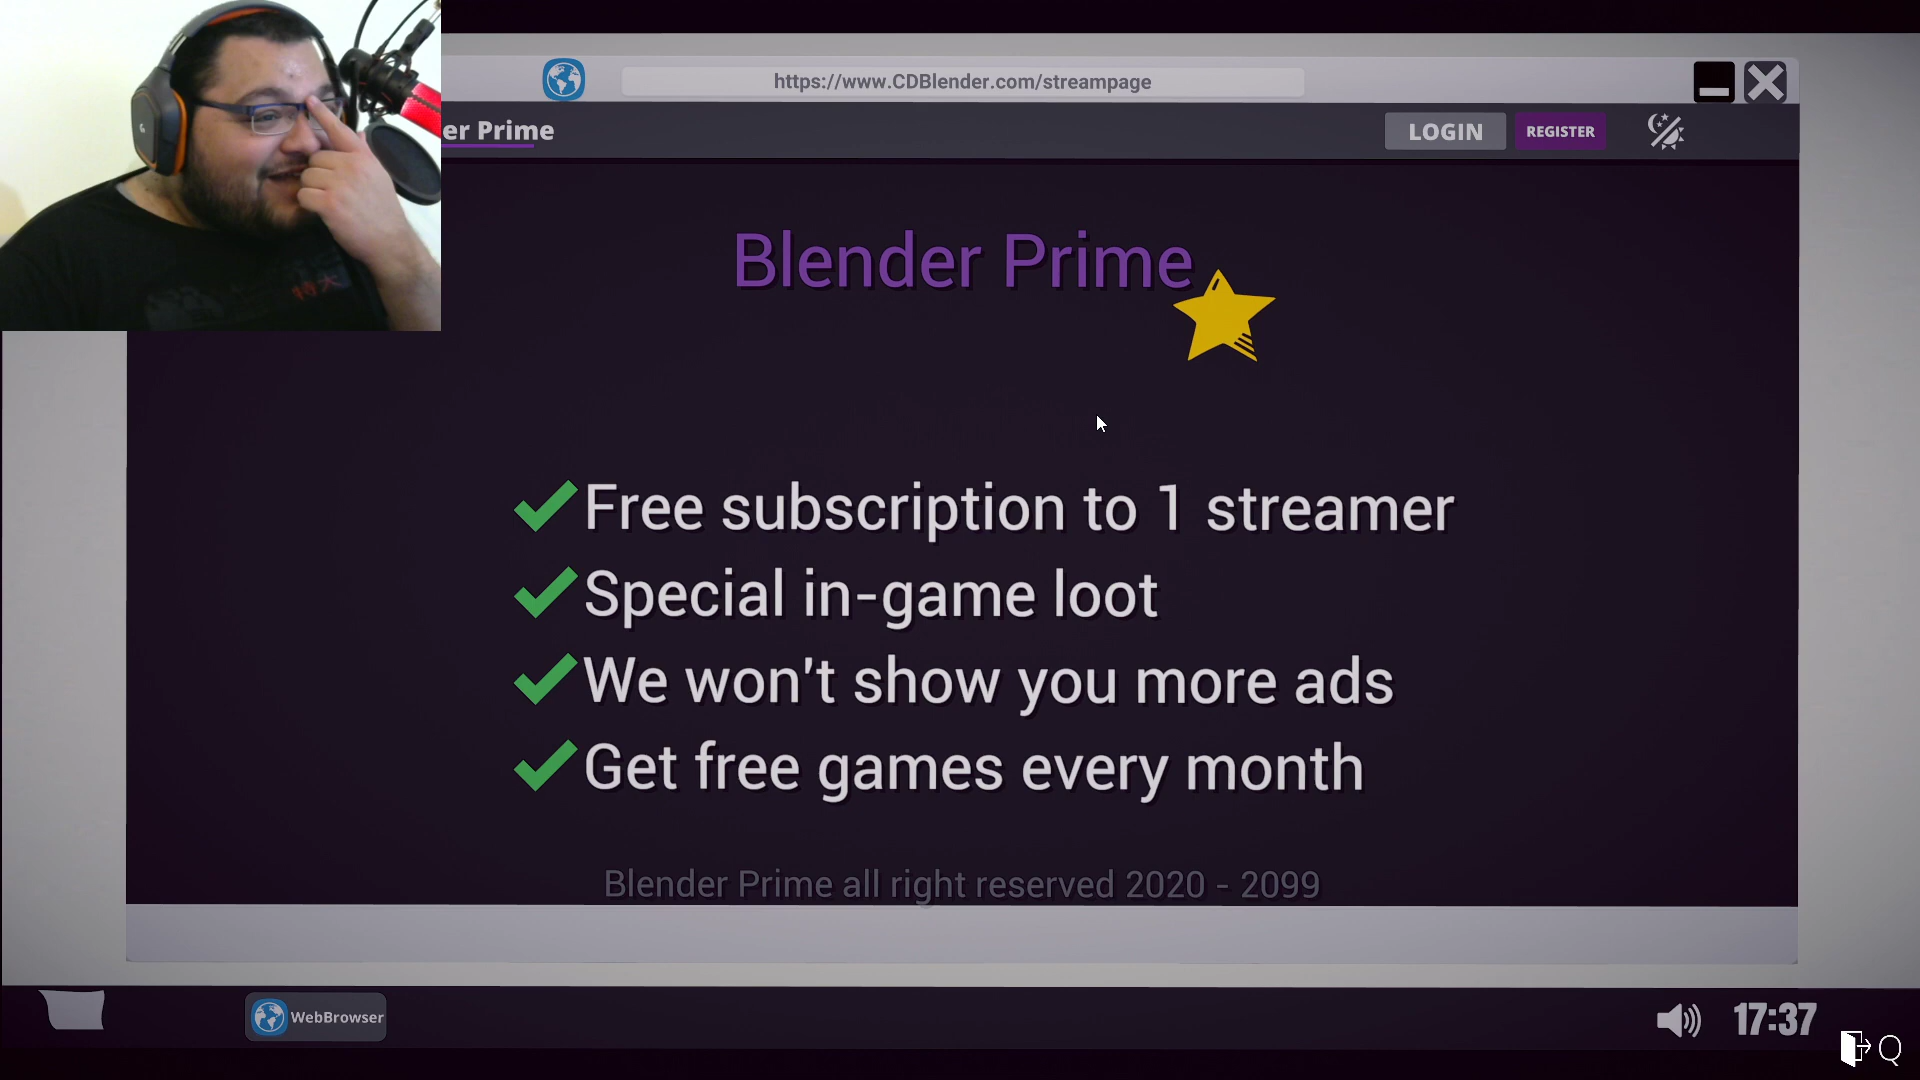 https://www.CDBlender.com/streampage
er Prime
LOGIN
REGISTER
Blender Prime
Free subscription to 1 streamer
Special in-game loot
We won't show you more ads
Get free games every month
Blender Prime all right reserved 2020 - 2099
WebBrowser
17:37
Q
特大
G